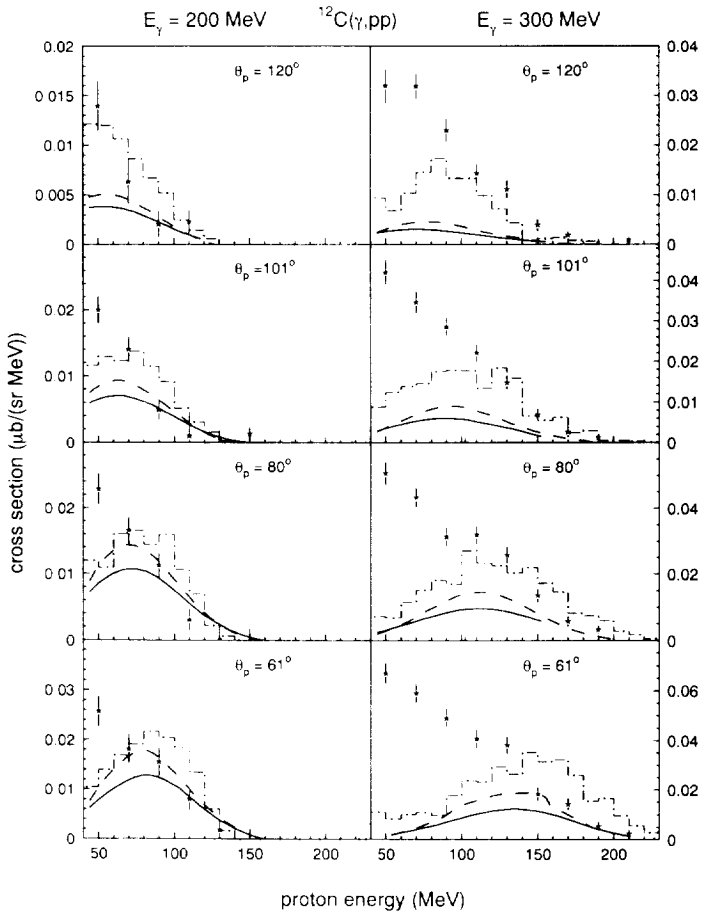 E_γ = 200 MeV ¹²C(γ,pp) E_γ = 300 MeV
0.02 θ_p = 120° θ_p = 120° 0.04
0.015 0.03
0.01 0.02
0.005 0.01
0 0
θ_p =101° θ_p = 101°
0.04
0.02 0.03
0.01 0.02
0.01
0 0
θ_p = 80° θ_p = 80°
0 02 0.04
0 01 0.02
0 0
θ_p = 61° θ_p = 61°
0 03 0.06
0 02 0.04
0 01 0.02
0 0
50 100 150 200 50 100 150 200
cross section (μb/(sr MeV))
proton energy (MeV)